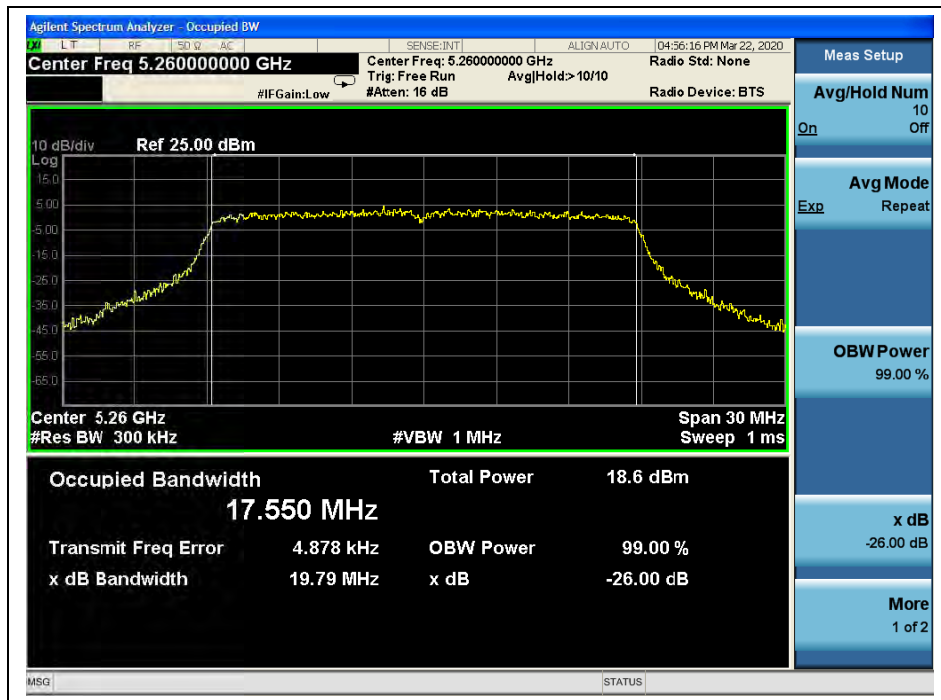 Agilent Spectrum Analyzer - Occupied BW
LXI LT RF 50 Ω AC SENSE:INT ALIGN AUTO 04:56:16 PM Mar 22, 2020
Center Freq 5.260000000 GHz
Center Freq: 5.260000000 GHz
Radio Std: None
Trig: Free Run Avg|Hold:>10/10
#IFGain:Low
#Atten: 16 dB
Radio Device: BTS
10 dB/div Ref 25.00 dBm
Log
15.0
5.00
-5.00
-15.0
-25.0
-35.0
-45.0
-55.0
-65.0
Center 5.26 GHz Span 30 MHz
#Res BW 300 kHz #VBW 1 MHz Sweep 1 ms
Occupied Bandwidth Total Power 18.6 dBm
17.550 MHz
Transmit Freq Error 4.878 kHz OBW Power 99.00 %
x dB Bandwidth 19.79 MHz x dB -26.00 dB
MSG STATUS
Meas Setup
Avg/Hold Num
10
On Off
Avg Mode
Exp Repeat
OBW Power
99.00 %
x dB
-26.00 dB
More
1 of 2